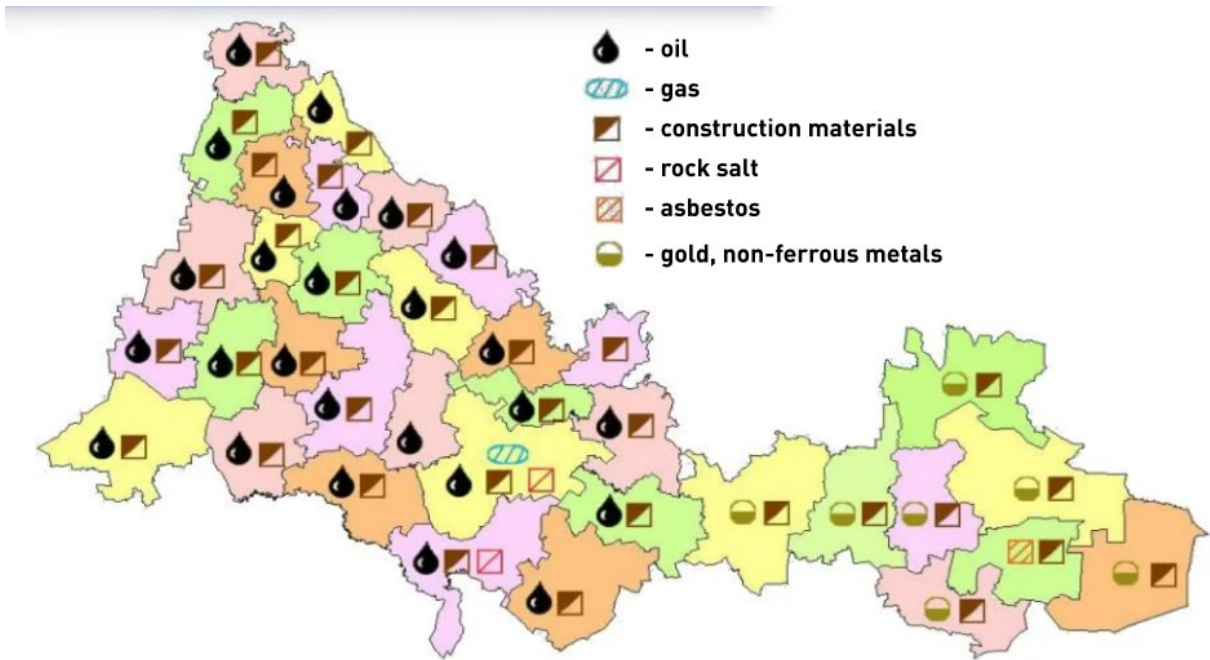 - oil
- gas
- construction materials
- rock salt
- asbestos
- gold, non-ferrous metals